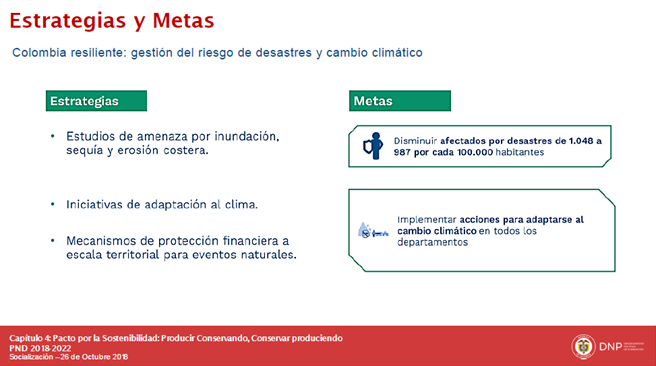 Estrategias y Metas
Colombia resiliente: gestión del riesgo de desastres y cambio climático
Estrategias
Metas
• Estudios de amenaza por inundación,
sequía y erosión costera.
Disminuir afectados por desastres de 1.048 a
987 por cada 100.000 habitantes
• Iniciativas de adaptación al clima.
• Mecanismos de protección financiera a
escala territorial para eventos naturales.
Implementar acciones para adaptarse al
cambio climático en todos los
departamentos
Capítulo 4: Pacto por la Sostenibilidad: Producir Conservando, Conservar produciendo
PND 2018-2022
Socialización –26 de Octubre 2018
DNP